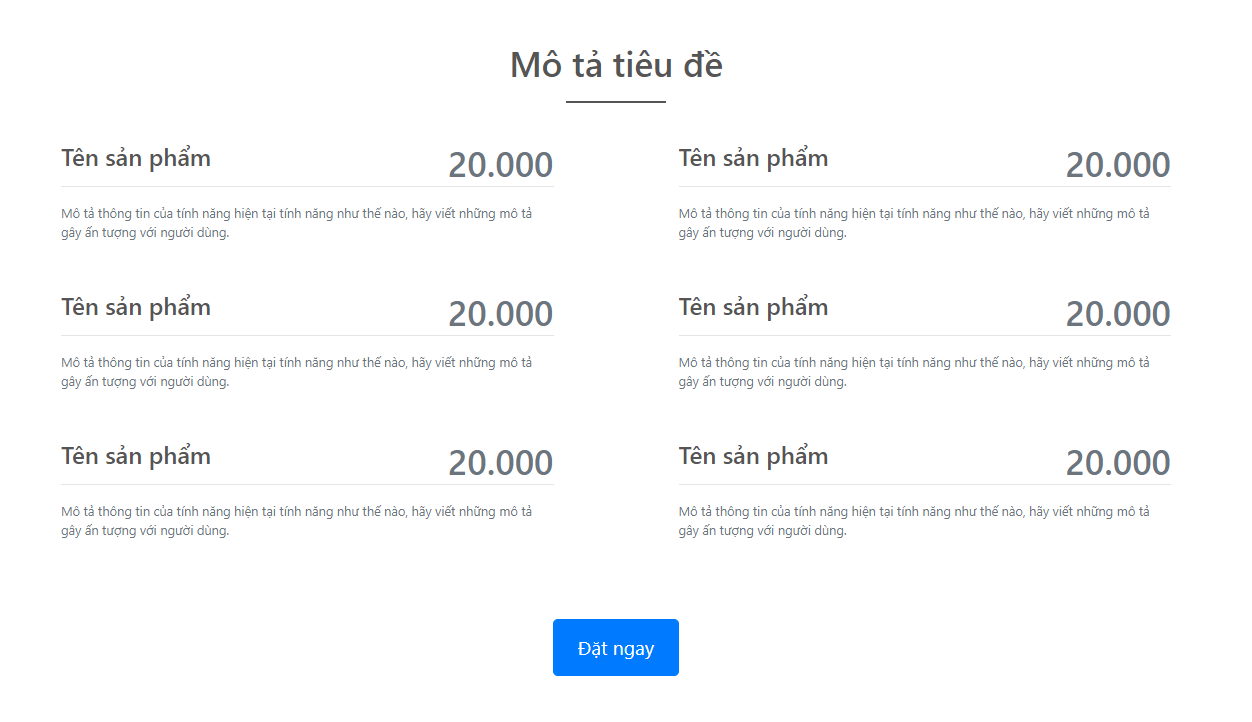 Mô tả tiêu đề
Tên sản phẩm
20.000
Mô tả thông tin của tính năng hiện tại tính năng như thế nào, hãy viết những mô tả
gây ấn tượng với người dùng.
Tên sản phẩm
20.000
Mô tả thông tin của tính năng hiện tại tính năng như thế nào, hãy viết những mô tả
gây ấn tượng với người dùng.
Tên sản phẩm
20.000
Mô tả thông tin của tính năng hiện tại tính năng như thế nào, hãy viết những mô tả
gây ấn tượng với người dùng.
Tên sản phẩm
20.000
Mô tả thông tin của tính năng hiện tại tính năng như thế nào, hãy viết những mô tả
gây ấn tượng với người dùng.
Tên sản phẩm
20.000
Mô tả thông tin của tính năng hiện tại tính năng như thế nào, hãy viết những mô tả
gây ấn tượng với người dùng.
Tên sản phẩm
20.000
Mô tả thông tin của tính năng hiện tại tính năng như thế nào, hãy viết những mô tả
gây ấn tượng với người dùng.
Đặt ngay